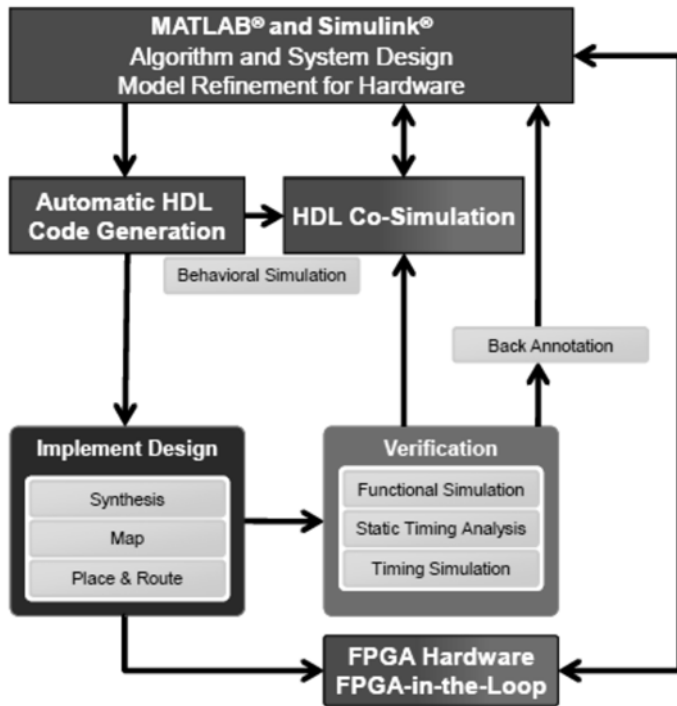 MATLAB® and Simulink®
Algorithm and System Design
Model Refinement for Hardware
Automatic HDL
Code Generation
HDL Co-Simulation
Behavioral Simulation
Back Annotation
Implement Design
Synthesis
Map
Place & Route
Verification
Functional Simulation
Static Timing Analysis
Timing Simulation
FPGA Hardware
FPGA-in-the-Loop